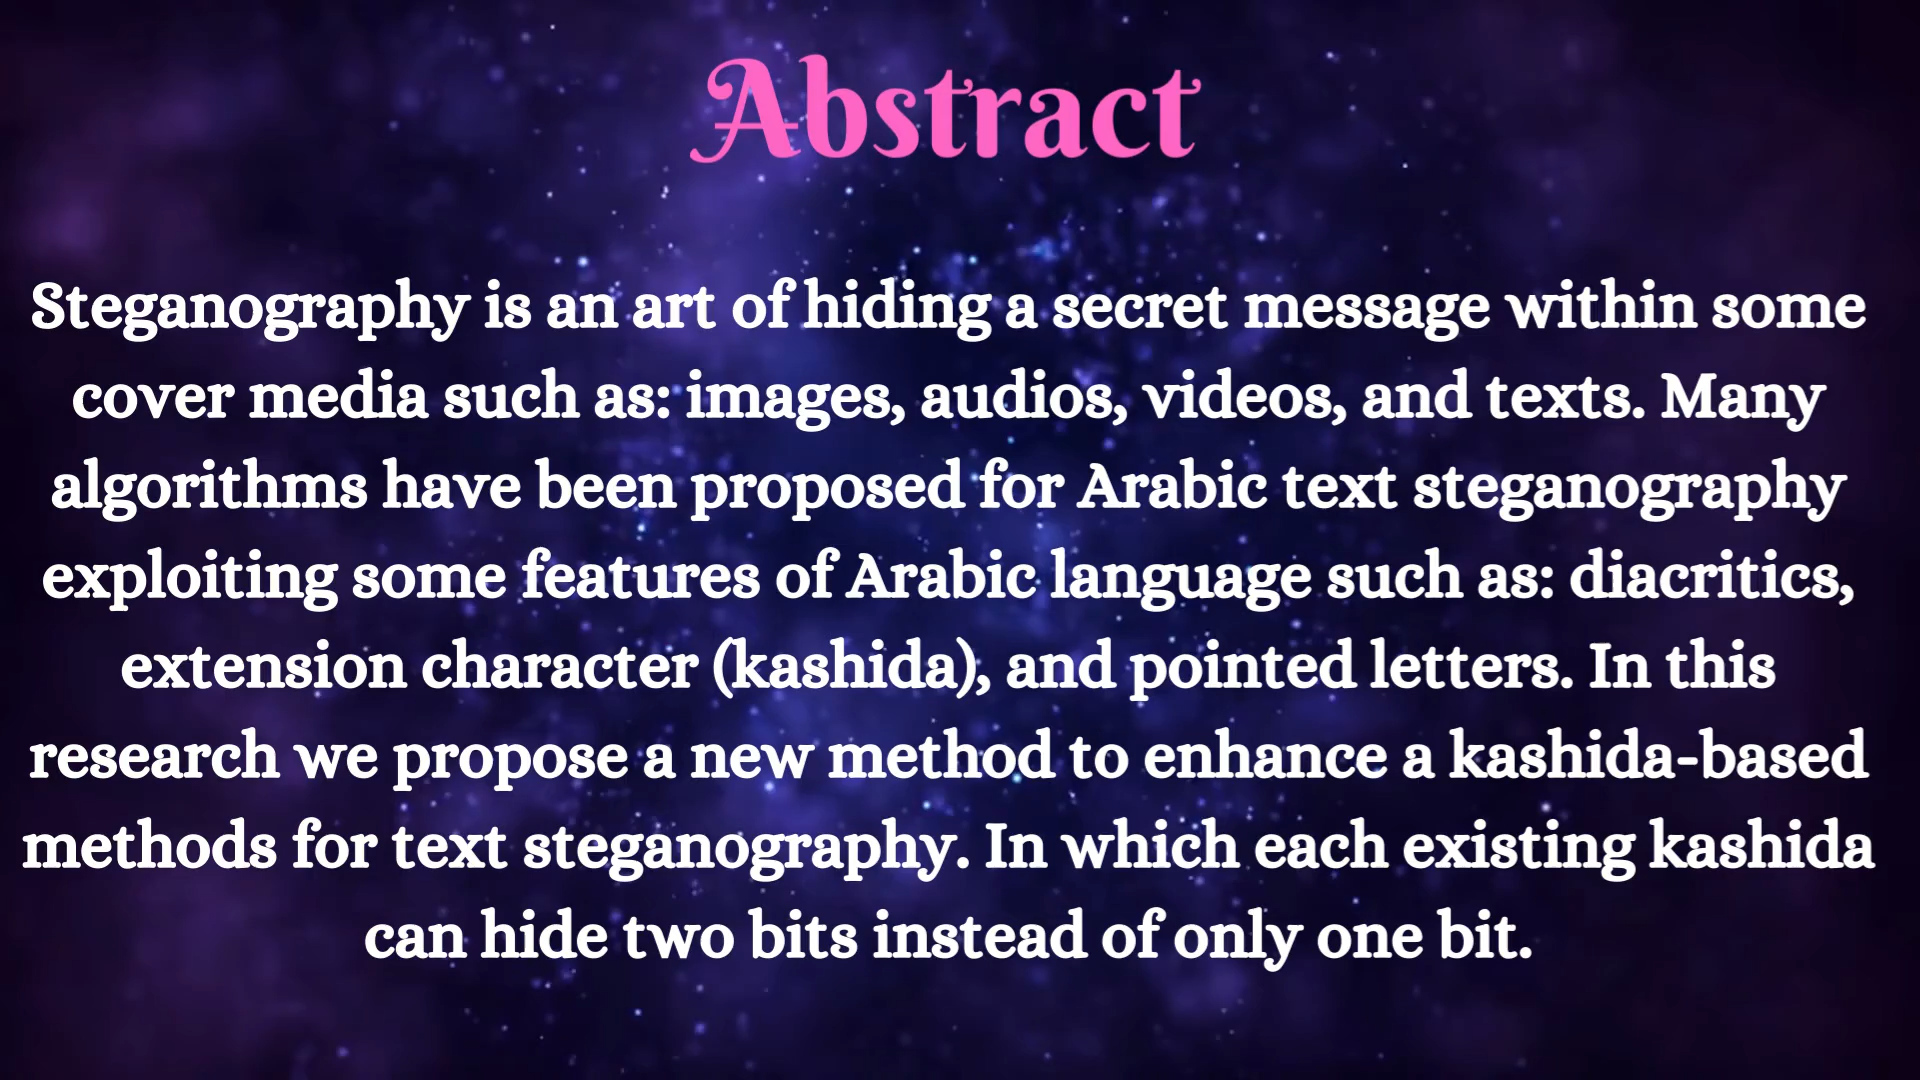 Abstract
Steganography is an art of hiding a secret message within some
cover media such as: images, audios, videos, and texts. Many
algorithms have been proposed for Arabic text steganography
exploiting some features of Arabic language such as: diacritics,
extension character (kashida), and pointed letters. In this
research we propose a new method to enhance a kashida-based
methods for text steganography. In which each existing kashida
can hide two bits instead of only one bit.